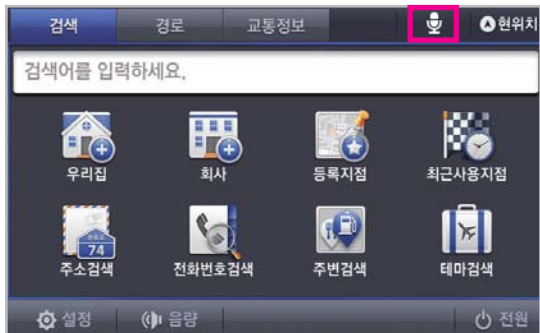 검색 경로 교통정보 현위치
검색어를 입력하세요.
우리집 회사 등록지점 최근사용지점
74
주소검색 전화번호검색 주변검색 테마검색
설정 음량 전원